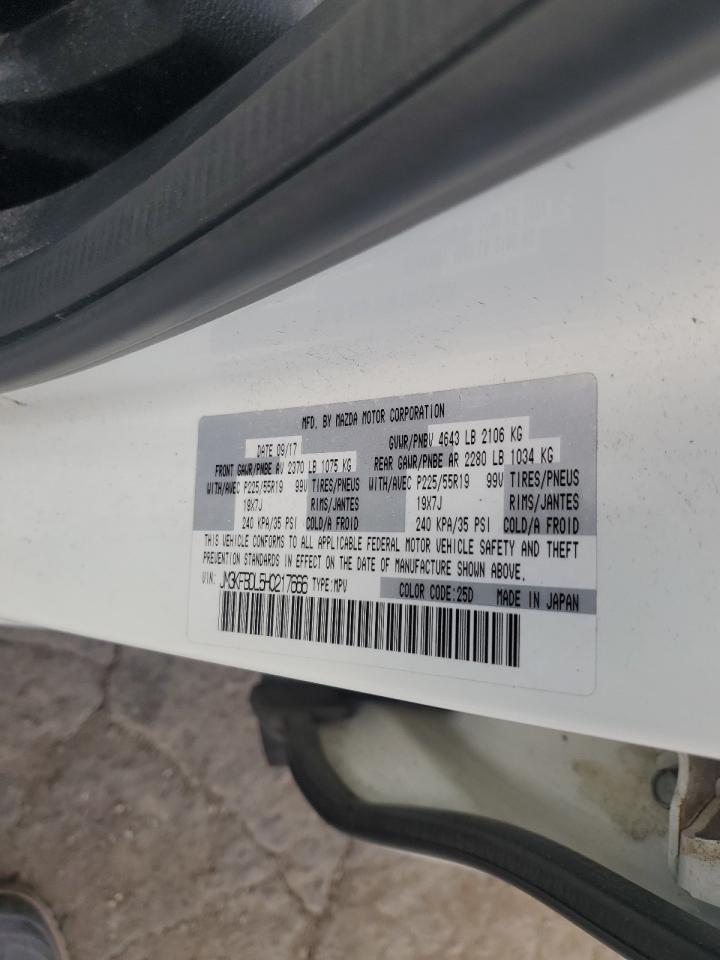 MFD. BY MAZDA MOTOR CORPORATION
DATE 09/17 GVWR/PNBV 4643 LB 2106 KG
FRONT GAWR/PNBE AV 2370 LB 1075 KG REAR GAWR/PNBE AR 2280 LB 1034 KG
WITH/AVEC P225/55R19 99V TIRES/PNEUS WITH/AVEC P225/55R19 99V TIRES/PNEUS
19X7J RIMS/JANTES 19X7J RIMS/JANTES
240 KPA/35 PSI COLD/A FROID 240 KPA/35 PSI COLD/A FROID
THIS VEHICLE CONFORMS TO ALL APPLICABLE FEDERAL MOTOR VEHICLE SAFETY AND THEFT
PREVENTION STANDARDS IN EFFECT ON THE DATE OF MANUFACTURE SHOWN ABOVE.
VIN: JM3KFBDL5H0217666 TYPE:MPV COLOR CODE:25D MADE IN JAPAN